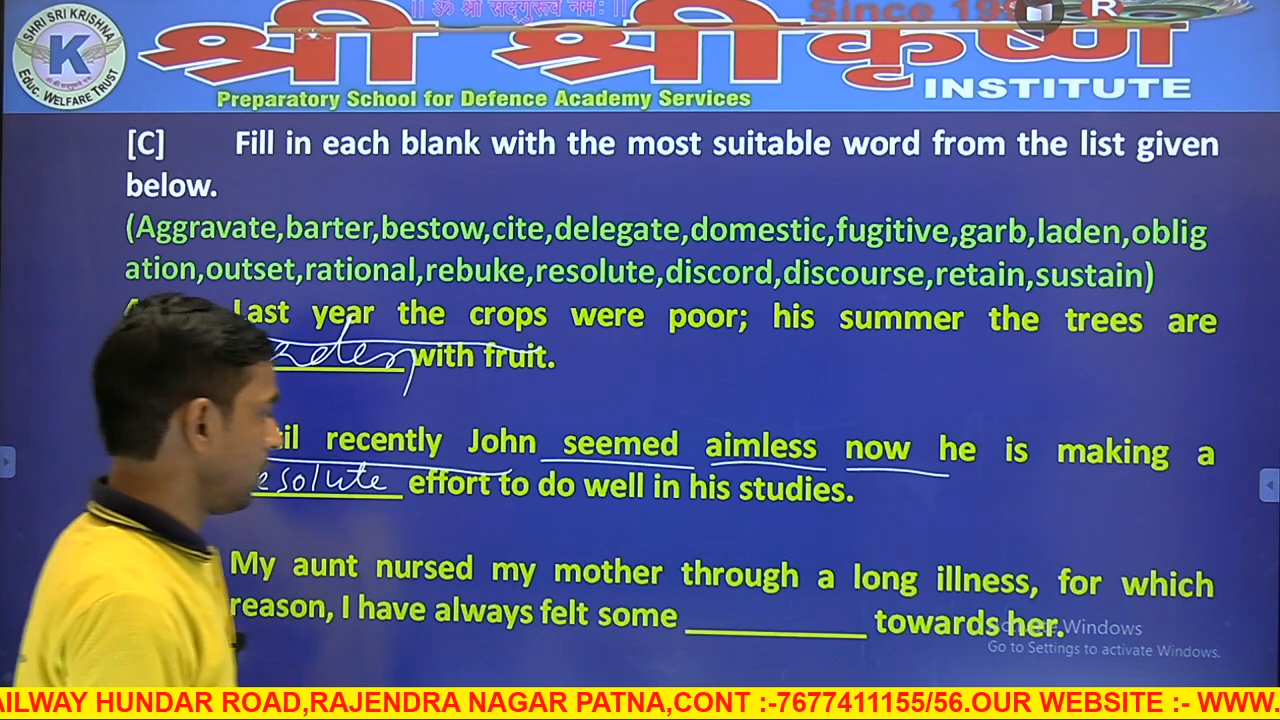 || ॐ श्री सद्गुरूवे नमः ||
Since 199
R
SHRI SRI KRISHNA
K
EDUC. WELFARE TRUST
श्री श्री कृष्ण
INSTITUTE
Preparatory School for Defence Academy Services
[C] Fill in each blank with the most suitable word from the list given
below.
(Aggravate,barter,bestow,cite,delegate,domestic,fugitive,garb,laden,oblig
ation,outset,rational,rebuke,resolute,discord,discourse,retain,sustain)
Last year the crops were poor; his summer the trees are
with fruit.
recently John seemed aimless now he is making a
esolute effort to do well in his studies.
My aunt nursed my mother through a long illness, for which
reason, I have always felt some __________ towards her.
Windows
Go to Settings to activate Windows.
AILWAY HUNDAR ROAD,RAJENDRA NAGAR PATNA,CONT :-7677411155/56.OUR WEBSITE :- WWW.